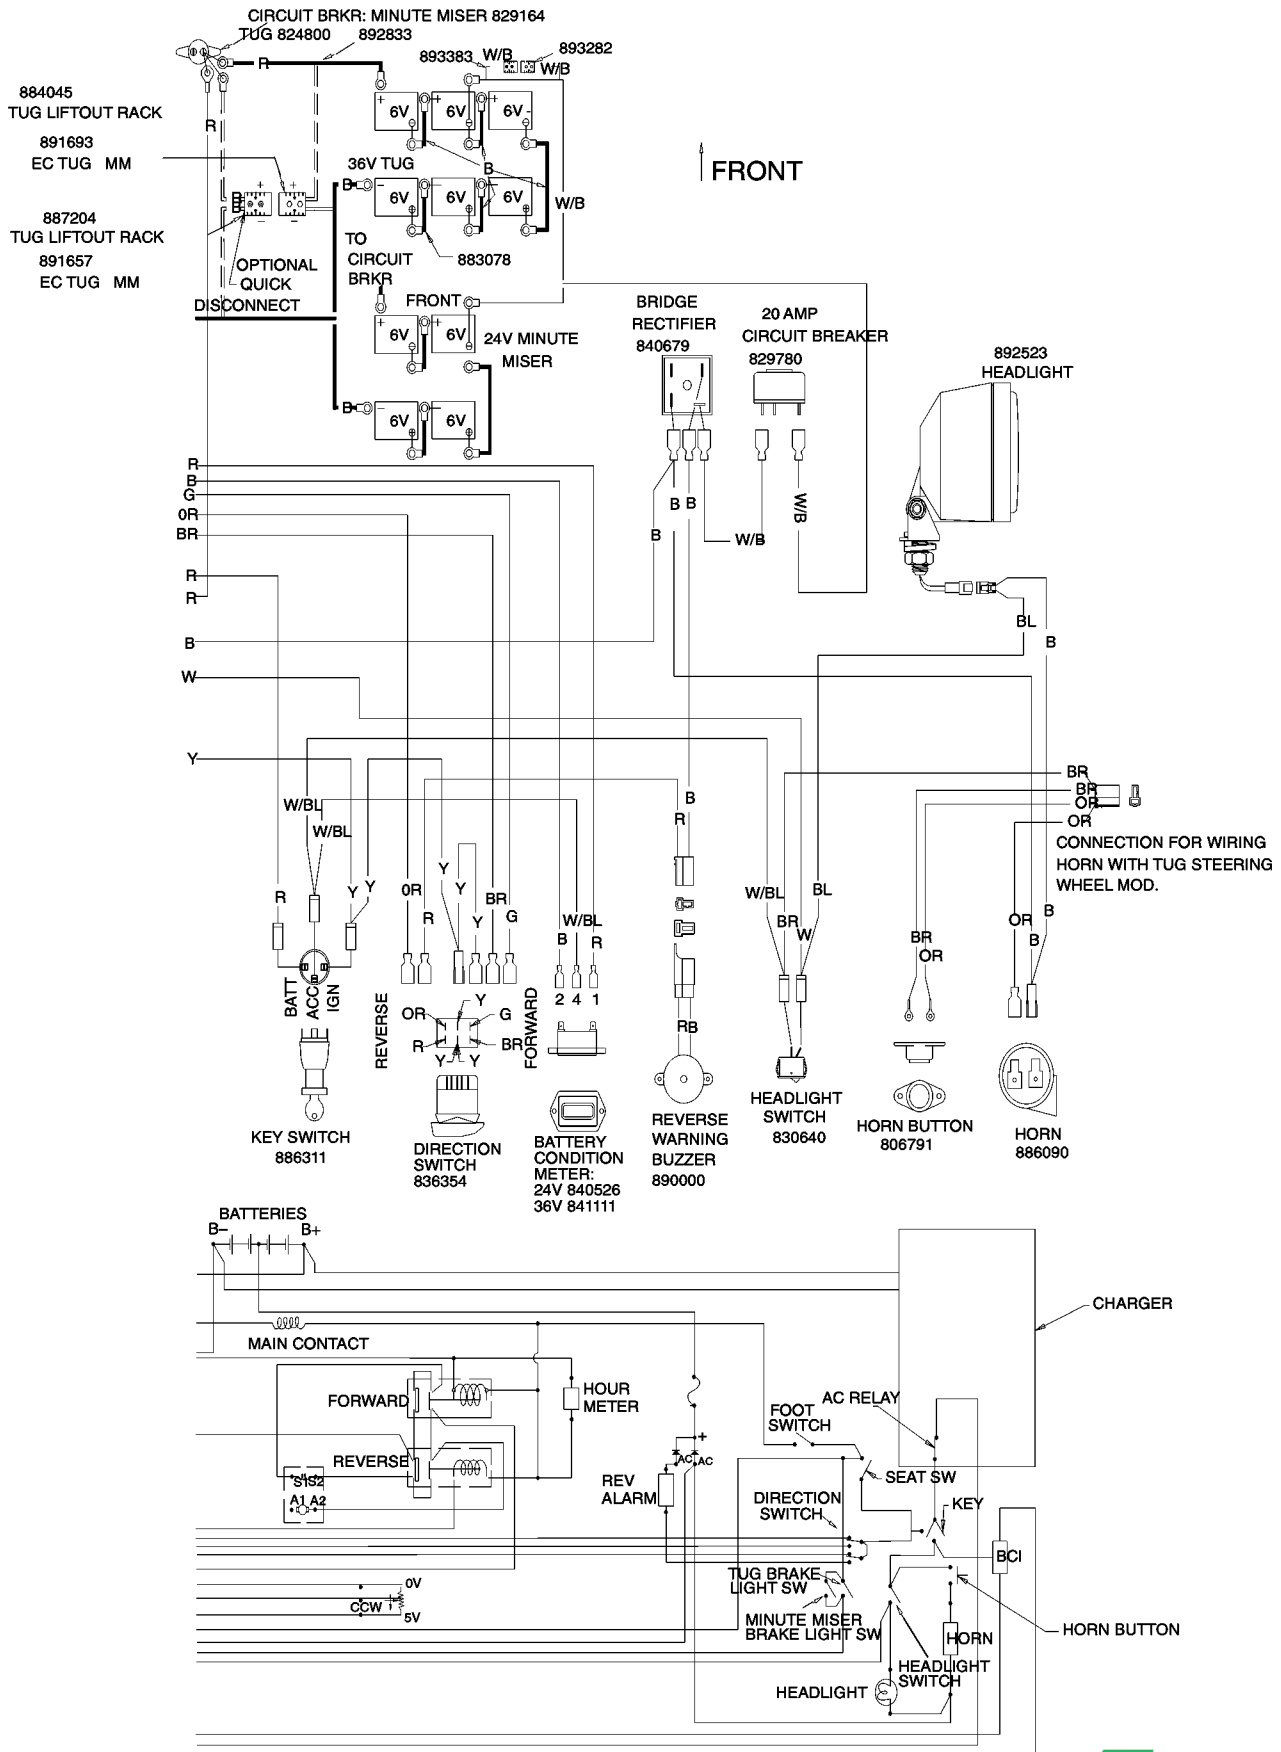 CIRCUIT BRKR: MINUTE MISER 829164
TUG 824800
892833
893383
W/B
893282
W/B
R
884045
TUG LIFTOUT RACK
R
891693
EC TUG MM
+ 6V
6V
6V -
36V TUG
B
B
- 6V
6V
6V
W/B
FRONT
887204
TUG LIFTOUT RACK
891657
EC TUG MM
+ +
- -
TO
CIRCUIT
BRKR
883078
OPTIONAL
QUICK
DISCONNECT
FRONT
+ 6V
6V
24V MINUTE
MISER
B
- 6V
6V
BRIDGE
RECTIFIER
840679
20 AMP
CIRCUIT BREAKER
829780
892523
HEADLIGHT
R
B
G
0R
BR
R
R
B
W
Y
B
B
B
W/B
W/B
BL
B
BR
BR
OR
OR
CONNECTION FOR WIRING
HORN WITH TUG STEERING
WHEEL MOD.
W/BL
W/BL
R
Y
Y
0R
R
Y
Y
Y
BR
G
W/BL
B
R
B
R
W/BL
BR
W
BL
BR
OR
OR
B
B
BATT
ACC
IGN
REVERSE
OR
Y
G
R
Y
Y
BR
FORWARD
2 4 1
R
B
KEY SWITCH
886311
DIRECTION
SWITCH
836354
BATTERY
CONDITION
METER:
24V 840526
36V 841111
REVERSE
WARNING
BUZZER
890000
HEADLIGHT
SWITCH
830640
HORN BUTTON
806791
HORN
886090
BATTERIES
B-
B+
CHARGER
MAIN CONTACT
FORWARD
HOUR
METER
REVERSE
S1S2
A1 A2
REV
ALARM
+
AC
AC
FOOT
SWITCH
AC RELAY
SEAT SW
DIRECTION
SWITCH
KEY
BCI
TUG BRAKE
LIGHT SW
MINUTE MISER
BRAKE LIGHT SW
0V
CCW
5V
HORN
HORN BUTTON
HEADLIGHT
SWITCH
HEADLIGHT